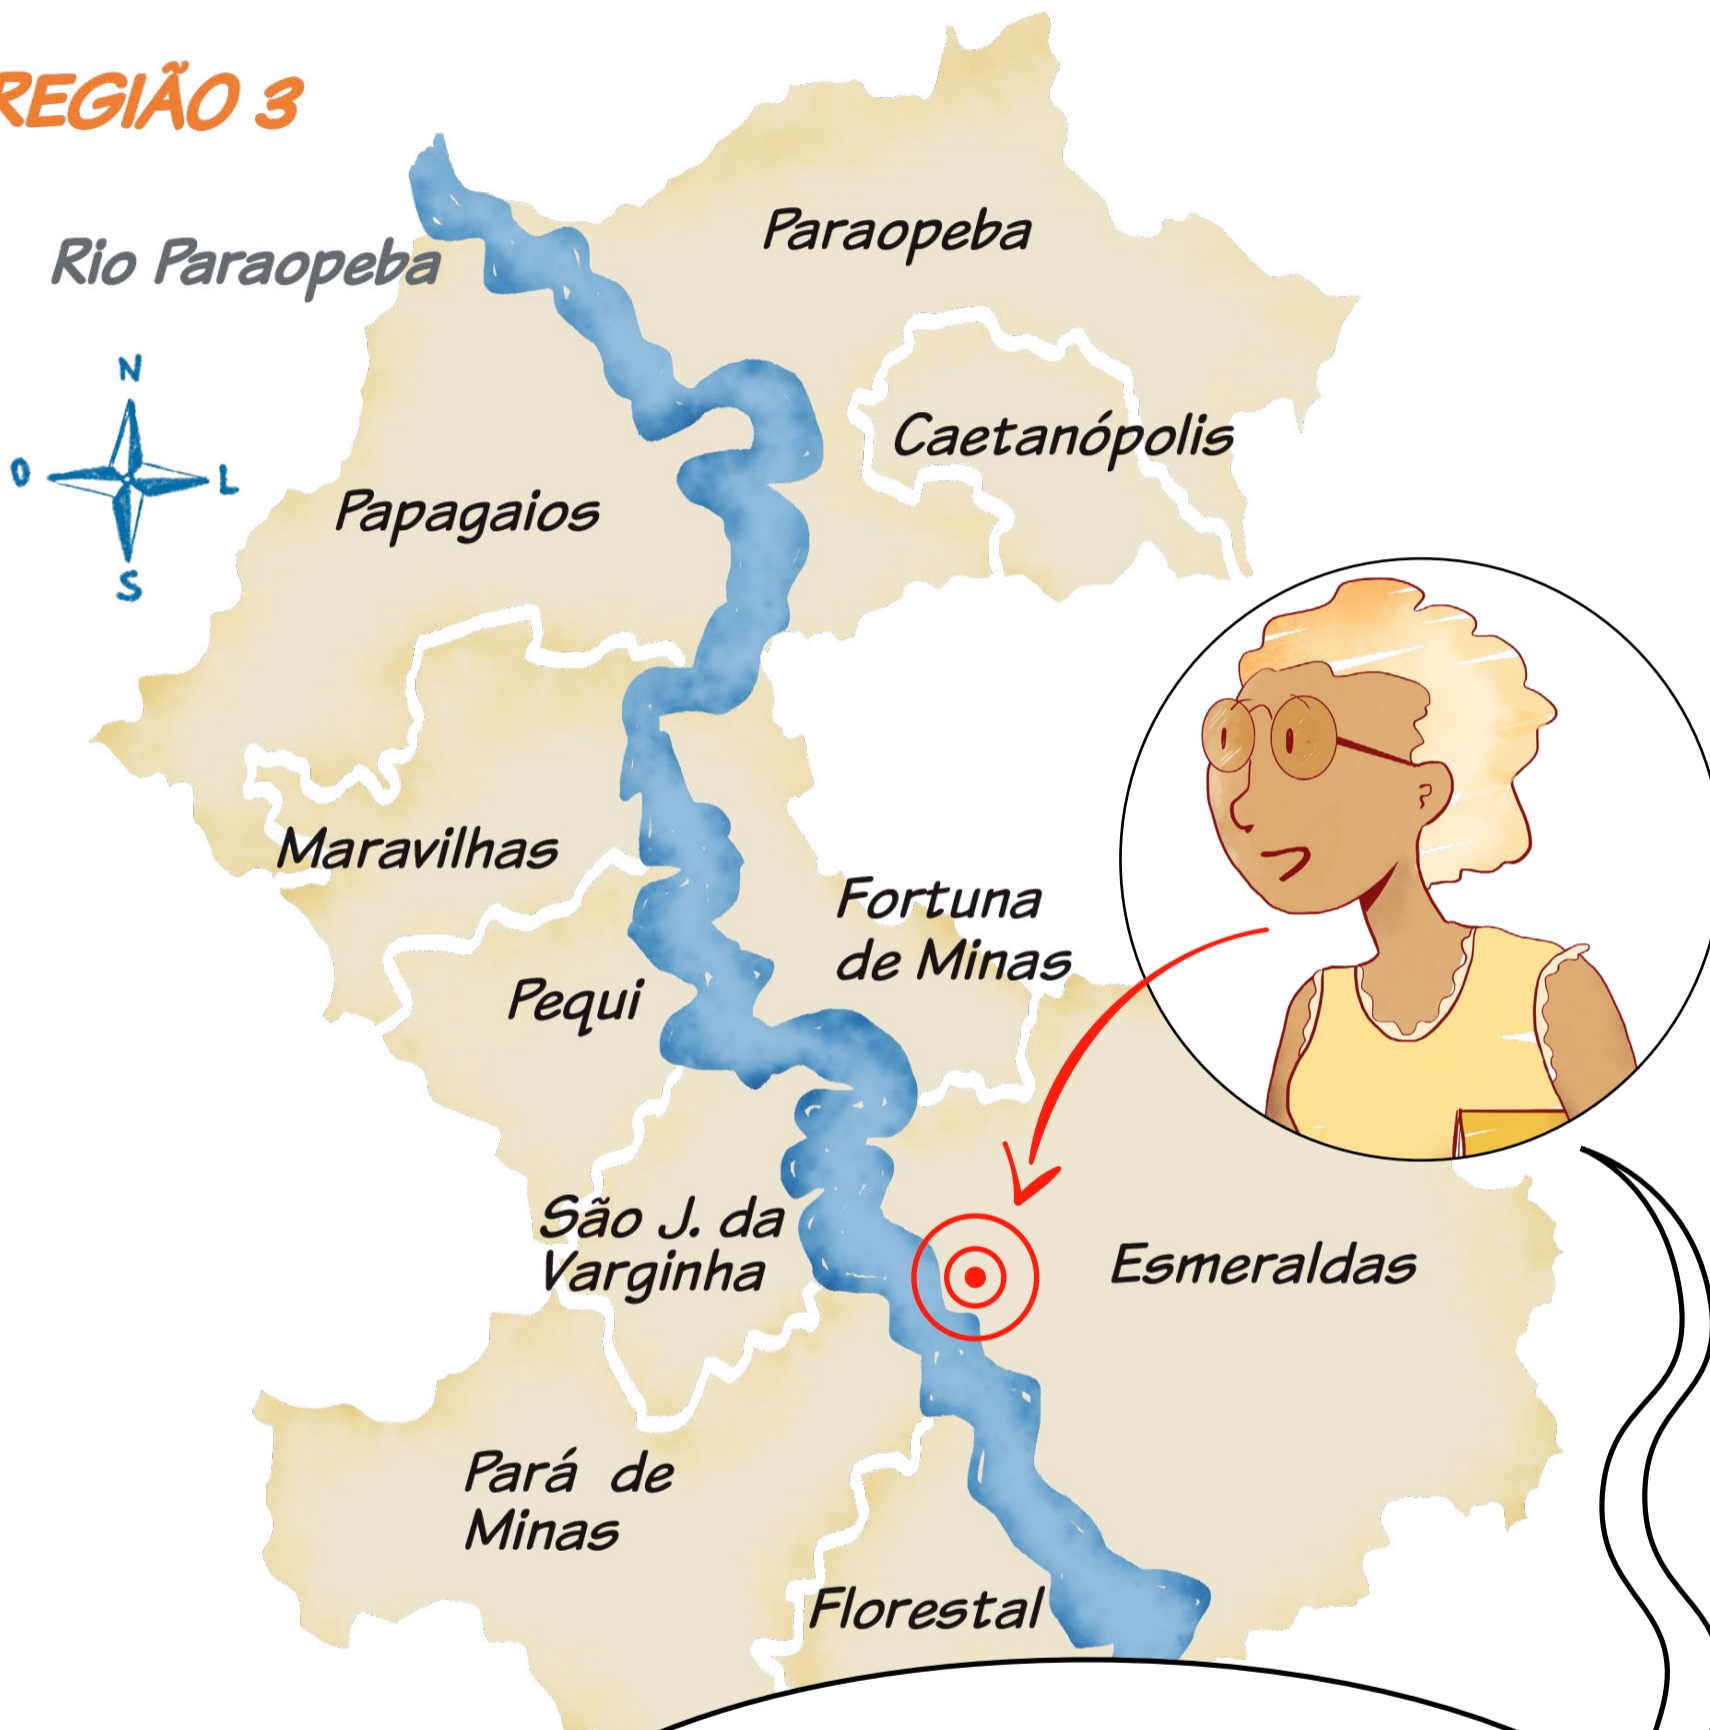 REGIÃO 3
Paraopeba
Rio Paraopeba
N
O
L
S
Caetanópolis
Papagaios
Maravilhas
Fortuna
de Minas
Pequi
São J. da
Varginha
Esmeraldas
Pará de
Minas
Florestal